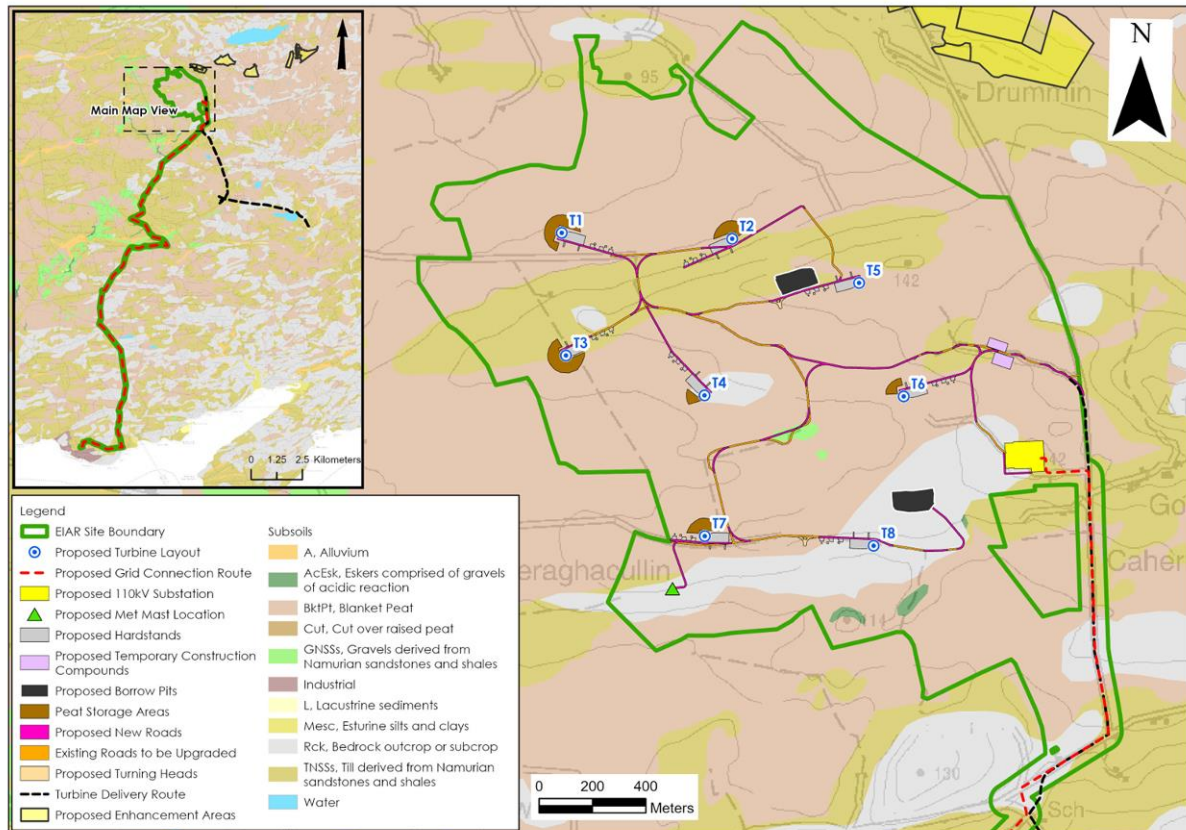 Main Map View
0 1.25 2.5 Kilometers
N
95
Drummin
T1
T2
T5
142
T3
T4
T6
T7
T8
eraghacullin
Caher
114
130
Sch
0 200 400
Meters
Legend
EIAR Site Boundary
Proposed Turbine Layout
Proposed Grid Connection Route
Proposed 110kV Substation
Proposed Met Mast Location
Proposed Hardstands
Proposed Temporary Construction
Compounds
Proposed Borrow Pits
Peat Storage Areas
Proposed New Roads
Existing Roads to be Upgraded
Proposed Turning Heads
Turbine Delivery Route
Proposed Enhancement Areas
Subsoils
A, Alluvium
AcEsk, Eskers comprised of gravels
of acidic reaction
BktPt, Blanket Peat
Cut, Cut over raised peat
GNSSs, Gravels derived from
Namurian sandstones and shales
Industrial
L, Lacustrine sediments
Mesc, Esturine silts and clays
Rck, Bedrock outcrop or subcrop
TNSSs, Till derived from Namurian
sandstones and shales
Water